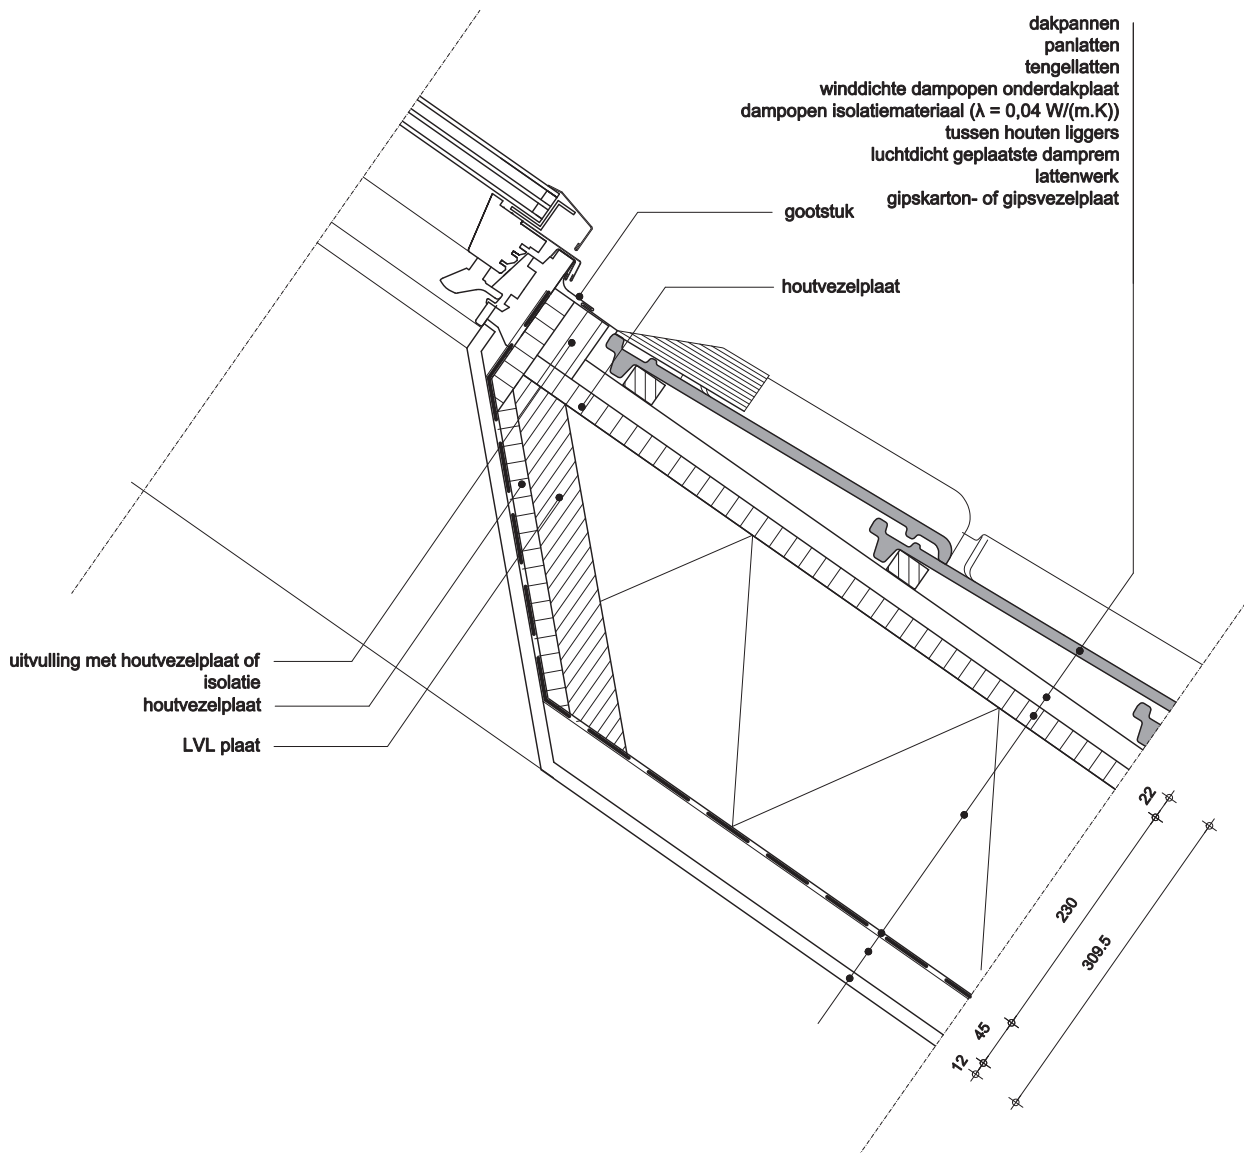 dakpannen
panlatten
tengellatten
winddichte dampopen onderdakplaat
dampopen isolatiemateriaal (λ = 0,04 W/(m.K))
tussen houten liggers
luchtdicht geplaatste damprem
lattenwerk
gipskarton- of gipsvezelplaat
gootstuk
houtvezelplaat
uitvulling met houtvezelplaat of
isolatie
houtvezelplaat
LVL plaat
22
230
309.5
45
12